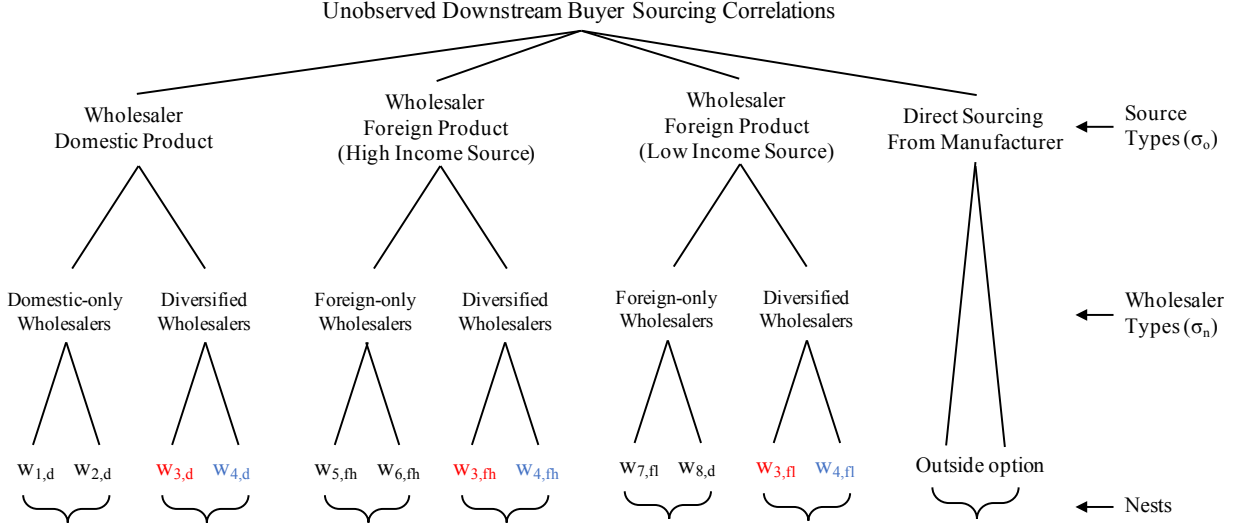 Unobserved Downstream Buyer Sourcing Correlations
Wholesaler
Domestic Product
Wholesaler
Foreign Product
(High Income Source)
Wholesaler
Foreign Product
(Low Income Source)
Direct Sourcing
From Manufacturer
Source
Types (σₒ)
Domestic-only
Wholesalers
Diversified
Wholesalers
Foreign-only
Wholesalers
Diversified
Wholesalers
Foreign-only
Wholesalers
Diversified
Wholesalers
Wholesaler
Types (σₙ)
w1,d w2,d w3,d w4,d w5,fh w6,fh w3,fh w4,fh w7,fl w8,d w3,fl w4,fl Outside option
Nests